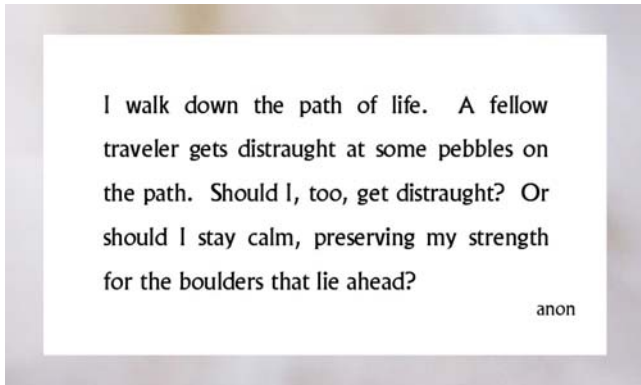 I walk down the path of life.  A fellow
traveler gets distraught at some pebbles on
the path.  Should I, too, get distraught?  Or
should I stay calm, preserving my strength
for the boulders that lie ahead?
anon